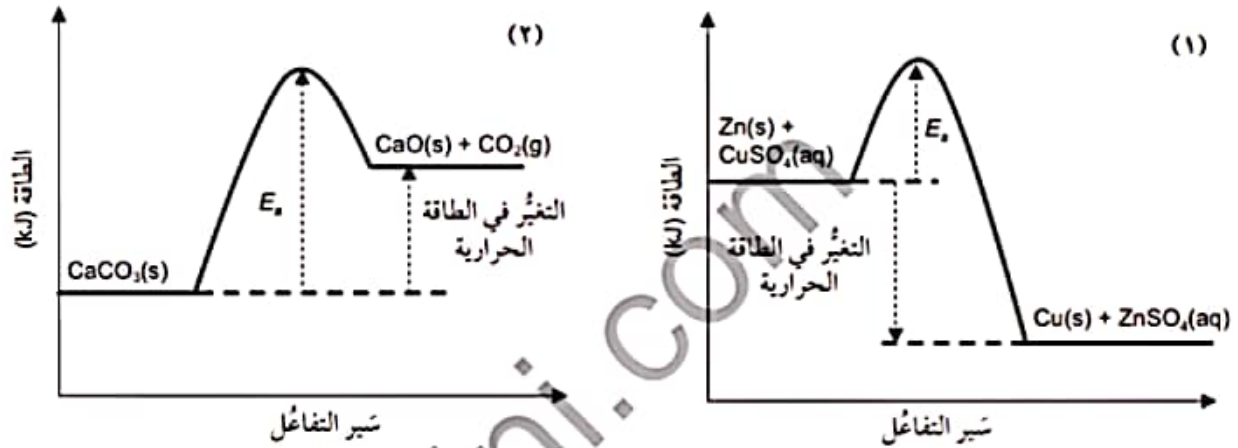 (١)
الطاقة (kJ)
Zn(s) +
CuSO₄(aq)
Eₐ
التغيُّر في الطاقة
الحرارية
Cu(s) + ZnSO₄(aq)
سَير التفاعُل
(٢)
الطاقة (kJ)
CaCO₃(s)
Eₐ
CaO(s) + CO₂(g)
التغيُّر في الطاقة
الحرارية
سَير التفاعُل